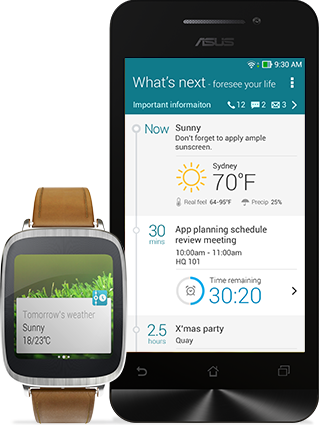 ASUS
9:30 AM
What's next - foresee your life
Important informaiton 12 2 3
Now
Sunny
Don't forget to apply ample
sunscreen.
Sydney
70°F
Real feel 64-95°F Precip 25%
30
mins
App planning schedule
review meeting
10:00am - 11:00am
HQ 101
Time remaining
30:20
2.5
hours
X'mas party
Quay
Tomorrow's weather
Sunny
18/23°C